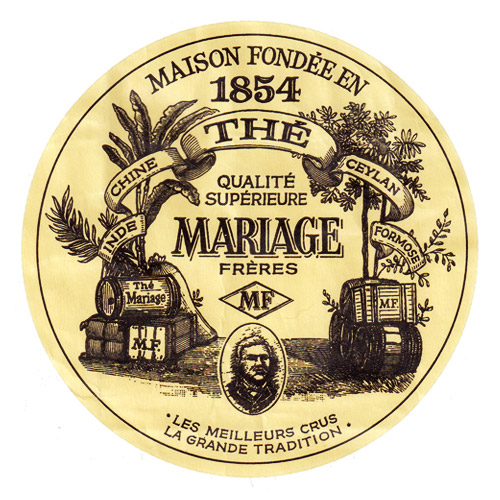 MAISON FONDÉE EN
1854
THÉ
CHINE
CEYLAN
INDE
FORMOSE
QUALITÉ
SUPÉRIEURE
MARIAGE
FRÈRES
MF
Thé
Mariage
M.F
MF
• LES MEILLEURS CRUS
LA GRANDE TRADITION •